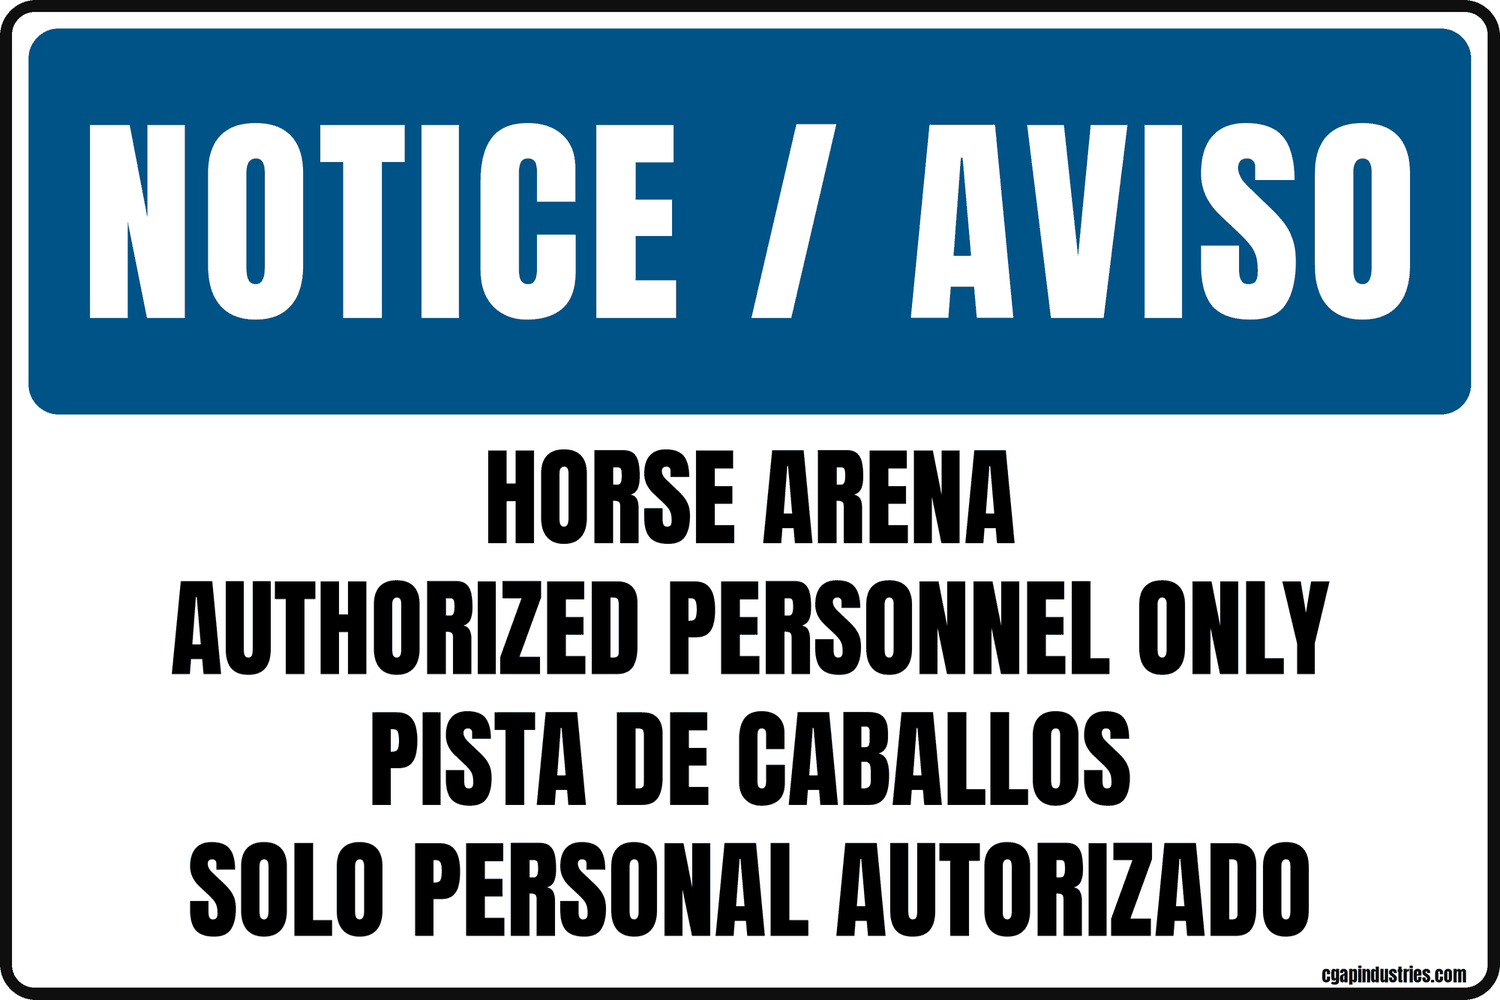 NOTICE / AVISO
HORSE ARENA
AUTHORIZED PERSONNEL ONLY
PISTA DE CABALLOS
SOLO PERSONAL AUTORIZADO
cgapindustries.com